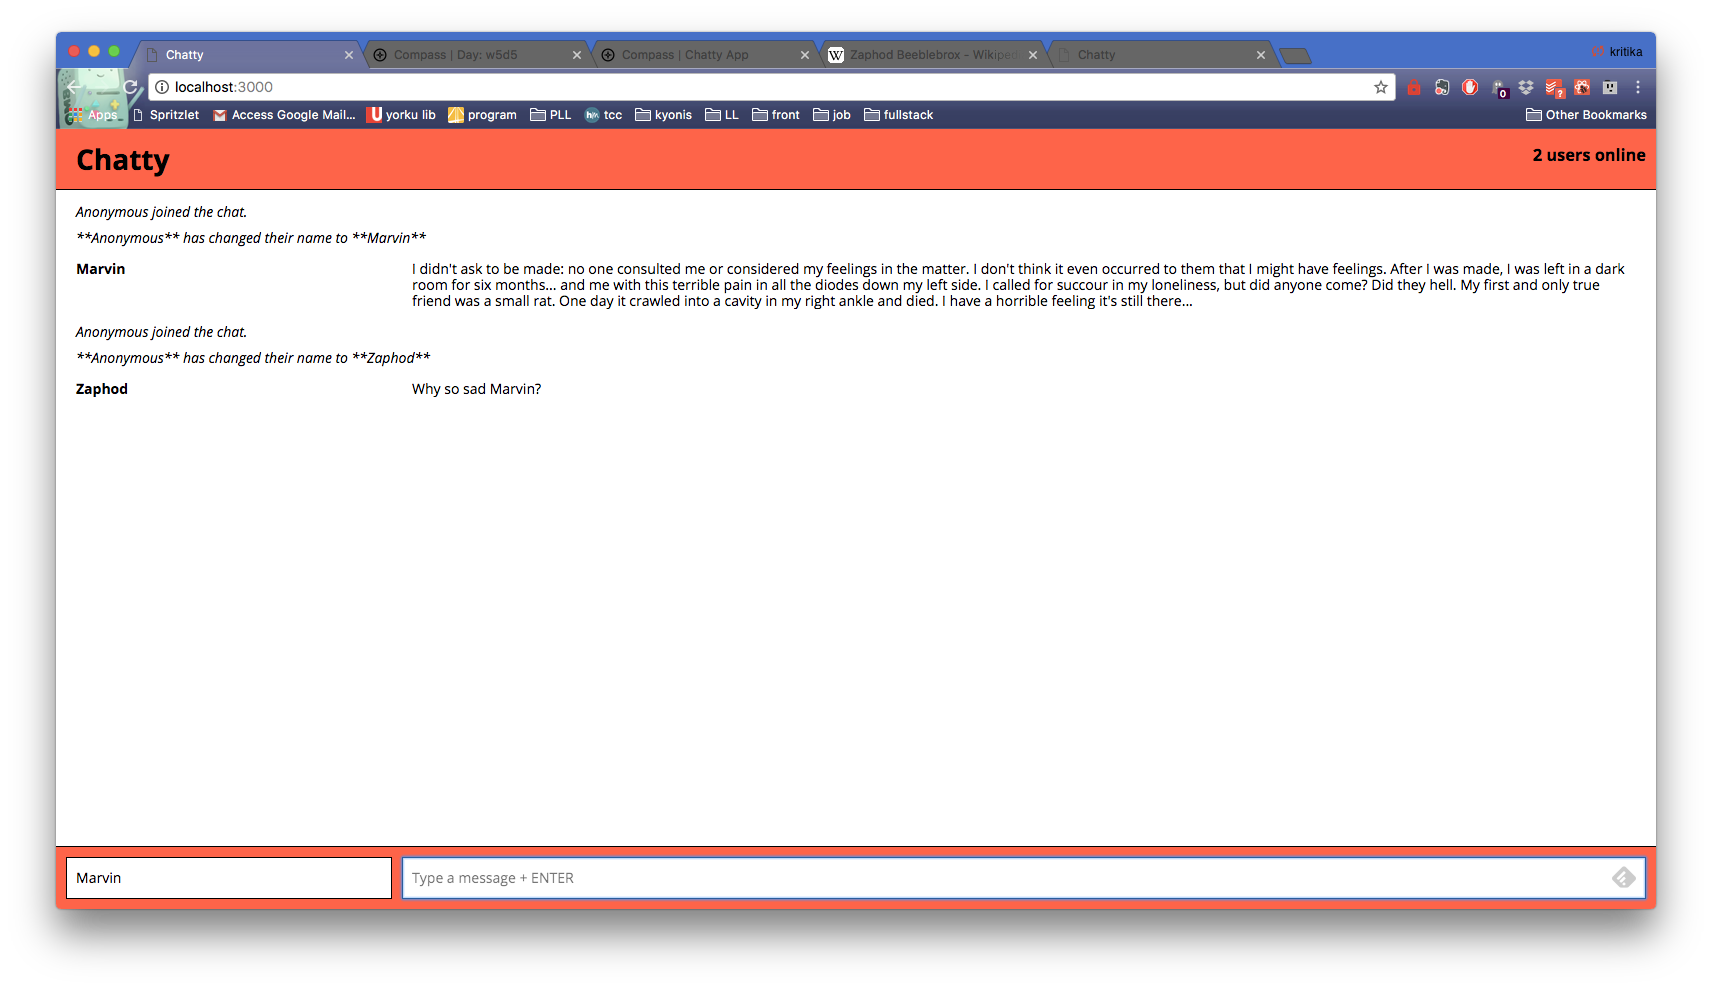 Chatty
Compass | Day: w5d5
Compass | Chatty App
Zaphod Beeblebrox - Wikiped
Chatty
kritika
localhost:3000
0
?
Apps
Spritzlet
Access Google Mail...
yorku lib
program
PLL
tcc
kyonis
LL
front
job
fullstack
Other Bookmarks
Chatty
2 users online
Anonymous joined the chat.
**Anonymous** has changed their name to **Marvin**
Marvin
I didn't ask to be made: no one consulted me or considered my feelings in the matter. I don't think it even occurred to them that I might have feelings. After I was made, I was left in a dark
room for six months... and me with this terrible pain in all the diodes down my left side. I called for succour in my loneliness, but did anyone come? Did they hell. My first and only true
friend was a small rat. One day it crawled into a cavity in my right ankle and died. I have a horrible feeling it's still there...
Anonymous joined the chat.
**Anonymous** has changed their name to **Zaphod**
Zaphod
Why so sad Marvin?
Marvin
Type a message + ENTER